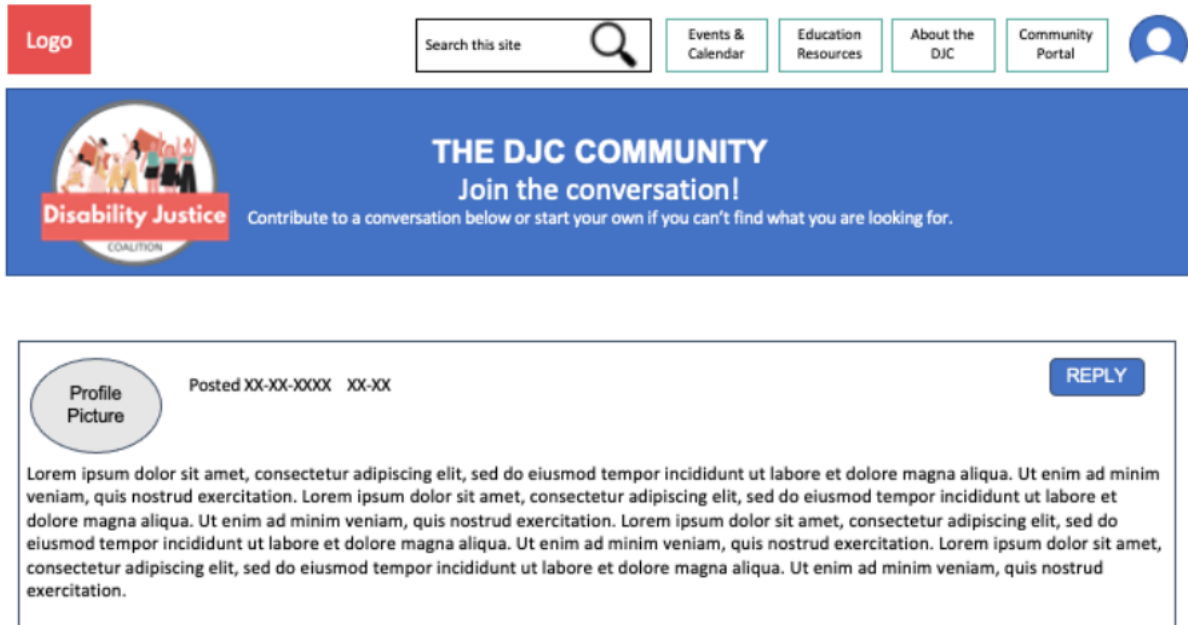 Logo
Search this site
Events &
Calendar
Education
Resources
About the
DJC
Community
Portal
Disability Justice
COALITION
THE DJC COMMUNITY
Join the conversation!
Contribute to a conversation below or start your own if you can't find what you are looking for.
Profile
Picture
Posted XX-XX-XXXX XX-XX
REPLY
Lorem ipsum dolor sit amet, consectetur adipiscing elit, sed do eiusmod tempor incididunt ut labore et dolore magna aliqua. Ut enim ad minim
veniam, quis nostrud exercitation. Lorem ipsum dolor sit amet, consectetur adipiscing elit, sed do eiusmod tempor incididunt ut labore et
dolore magna aliqua. Ut enim ad minim veniam, quis nostrud exercitation. Lorem ipsum dolor sit amet, consectetur adipiscing elit, sed do
eiusmod tempor incididunt ut labore et dolore magna aliqua. Ut enim ad minim veniam, quis nostrud exercitation. Lorem ipsum dolor sit amet,
consectetur adipiscing elit, sed do eiusmod tempor incididunt ut labore et dolore magna aliqua. Ut enim ad minim veniam, quis nostrud
exercitation.